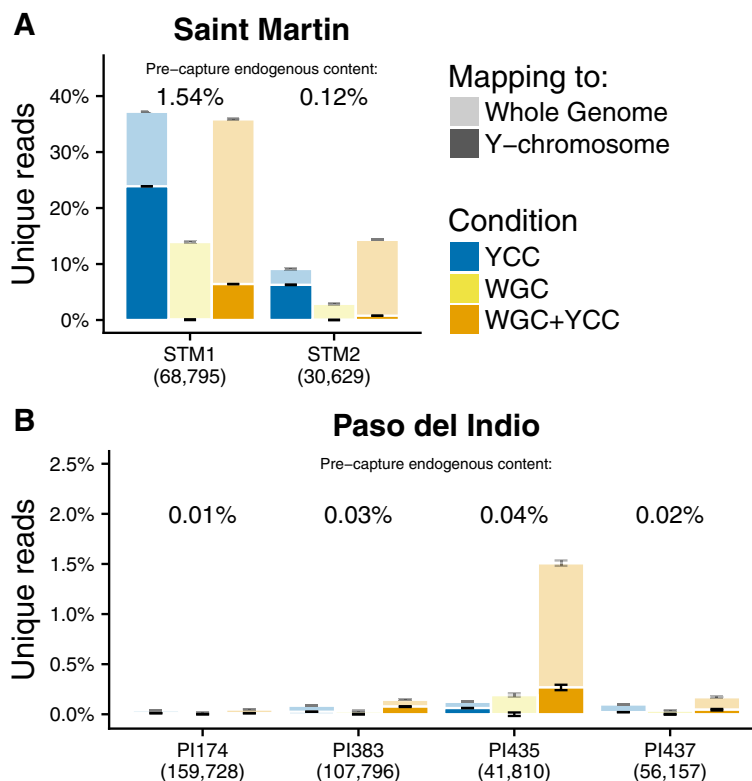 A
Saint Martin
Pre−capture endogenous content:
1.54%
0.12%
40%
30%
20%
10%
0%
Unique reads
STM1
(68,795)
STM2
(30,629)
Mapping to:
Whole Genome
Y−chromosome
Condition
YCC
WGC
WGC+YCC
B
Paso del Indio
Pre−capture endogenous content:
0.01%
0.03%
0.04%
0.02%
2.5%
2.0%
1.5%
1.0%
0.5%
0.0%
Unique reads
PI174
(159,728)
PI383
(107,796)
PI435
(41,810)
PI437
(56,157)